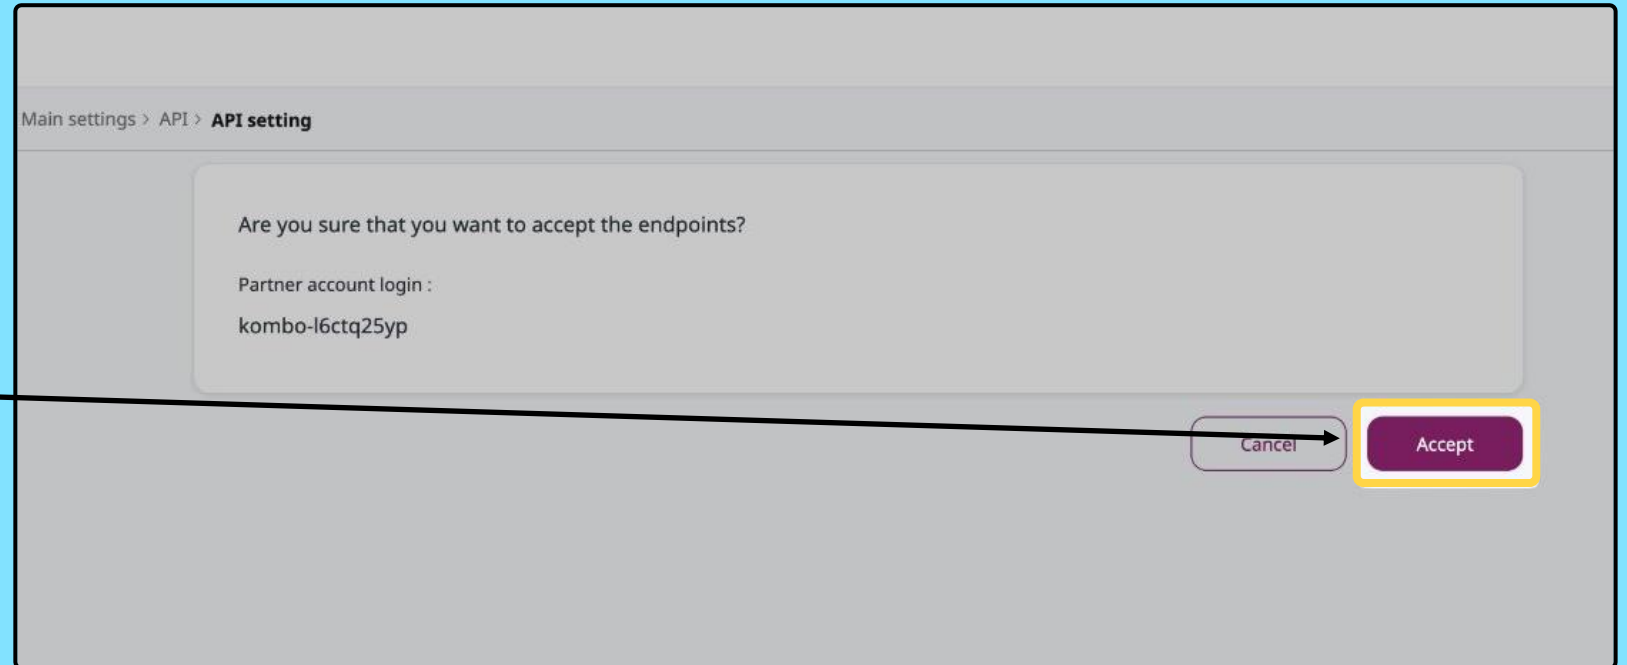 Main settings > API > API setting
Are you sure that you want to accept the endpoints?
Partner account login :
kombo-l6ctq25yp
Cancel
Accept